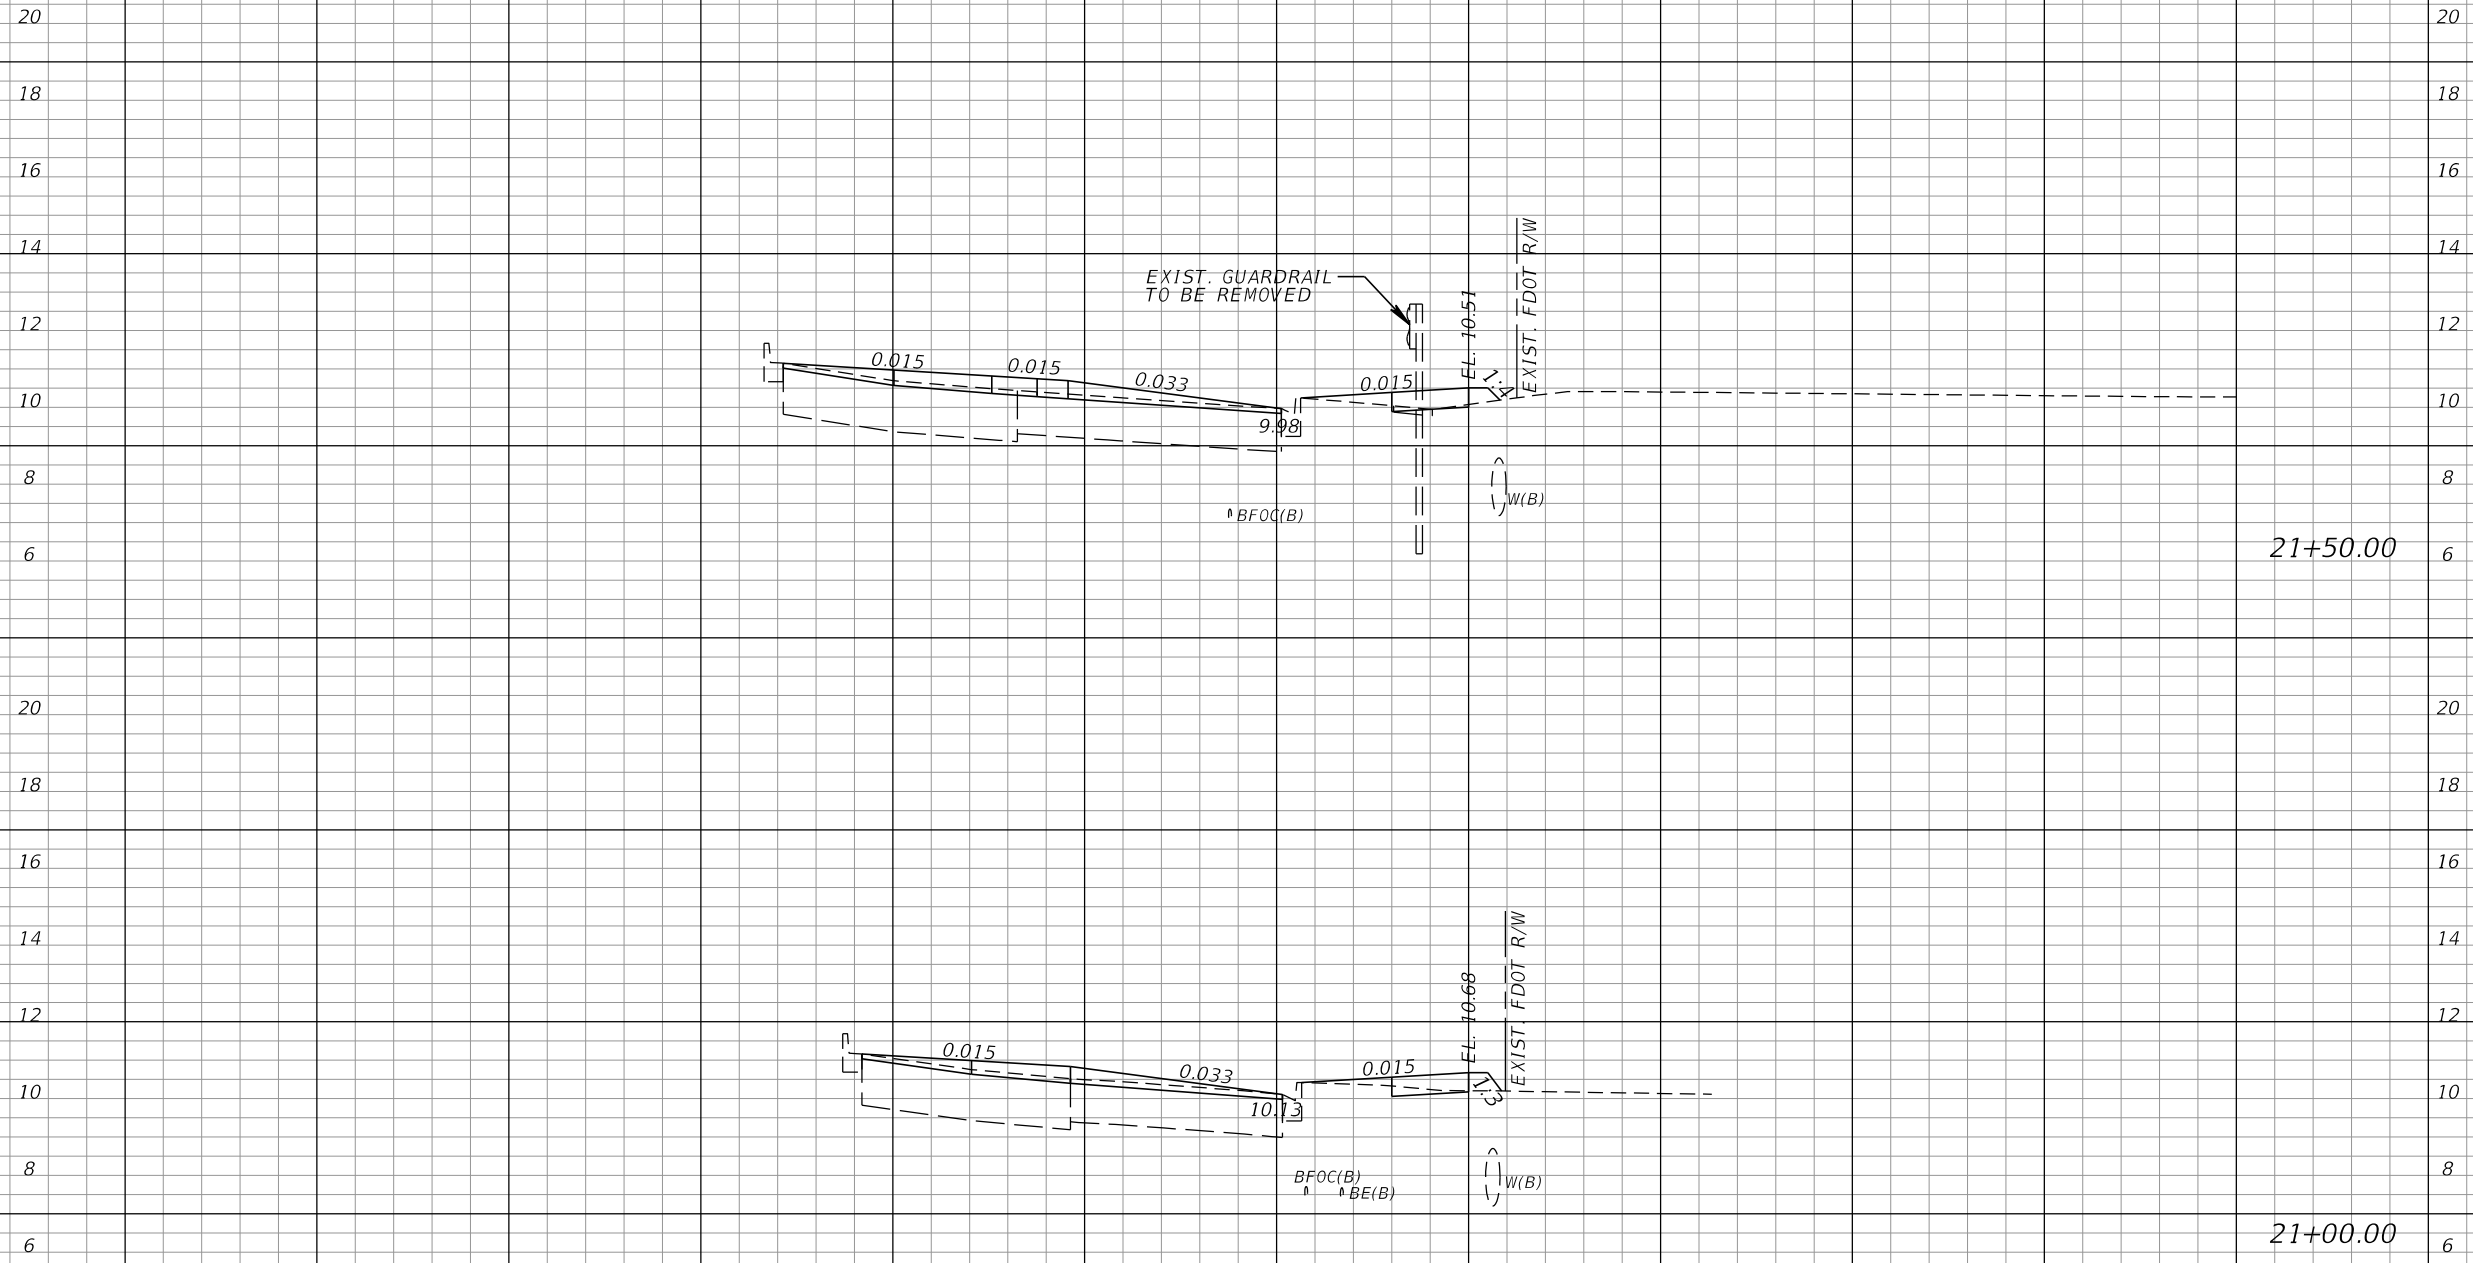 20 20
18 18
16 16
14 14
EXIST. FDOT R/W
EXIST. GUARDRAIL
TO BE REMOVED
EL. 10.51
12 12
0.015
0.015
0.033
0.015
1:4
10 10
9.98
8 8
W(B)
BFOC(B)
6 6
21+50.00
20 20
18 18
16 16
14 14
EXIST. FDOT R/W
EL. 10.68
12 12
0.015
0.033
0.015
1:3
10 10
10.13
8 8
BFOC(B)
BE(B)
W(B)
21+00.00
6 6